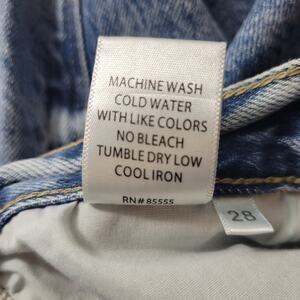 MACHINE WASH
COLD WATER
WITH LIKE COLORS
NO BLEACH
TUMBLE DRY LOW
COOL IRON
RN# 85555
28